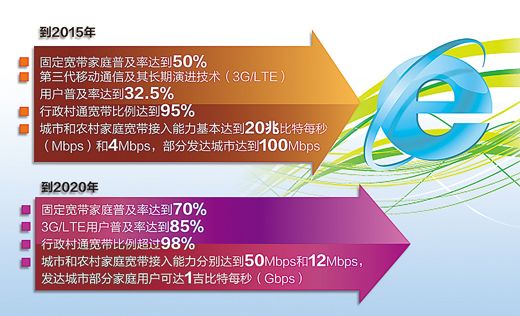 到2015年
固定宽带家庭普及率达到50%
第三代移动通信及其长期演进技术（3G/LTE）
用户普及率达到32.5%
行政村通宽带比例达到95%
城市和农村家庭宽带接入能力基本达到20兆比特每秒
（Mbps）和4Mbps，部分发达城市达到100Mbps
到2020年
固定宽带家庭普及率达到70%
3G/LTE用户普及率达到85%
行政村通宽带比例超过98%
城市和农村家庭宽带接入能力分别达到50Mbps和12Mbps，
发达城市部分家庭用户可达1吉比特每秒（Gbps）